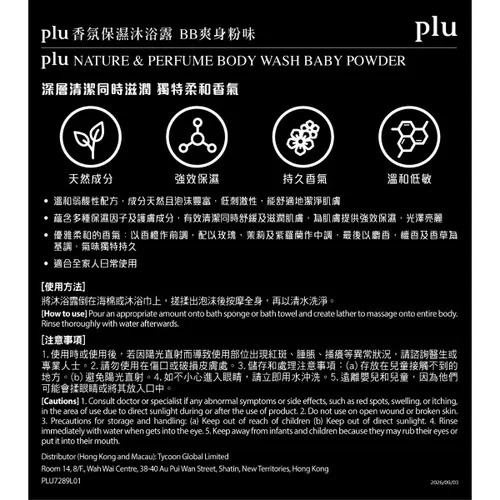 plu 香氛保濕沐浴露 BB爽身粉味
plu
plu NATURE & PERFUME BODY WASH BABY POWDER
深層清潔同時滋潤 獨特柔和香氣
天然成分
強效保濕
持久香氣
溫和低敏
• 溫和弱酸性配方，成分天然且泡沫豐富，低刺激性，能舒適地潔淨肌膚
• 蘊含多種保濕因子及護膚成分，有效清潔同時舒緩及滋潤肌膚，為肌膚提供強效保濕，光澤亮麗
• 優雅柔和的香氣：以香橙作前調，配以玫瑰、茉莉及紫羅蘭作中調，最後以麝香，檀香及香草為
基調，氣味獨特持久
• 適合全家人日常使用
[使用方法]
將沐浴露倒在海棉或沐浴巾上，搓揉出泡沫後按摩全身，再以清水洗淨。
[How to use] Pour an appropriate amount onto bath sponge or bath towel and create lather to massage onto entire body.
Rinse thoroughly with water afterwards.
[注意事項]
1.使用時或使用後，若因陽光直射而導致使用部位出現紅斑、腫脹、搔癢等異常狀況，請諮詢醫生或
專業人士。2.請勿使用在傷口或破損皮膚處。3.儲存和處理注意事項：(a)存放在兒童接觸不到的
地方。(b)避免陽光直射。4.如不小心進入眼睛，請立即用水沖洗。5.遠離嬰兒和兒童，因為他們
可能會揉眼睛或將其放入口中。
[Cautions] 1. Consult doctor or specialist if any abnormal symptoms or side effects, such as red spots, swelling, or itching,
in the area of use due to direct sunlight during or after the use of product. 2. Do not use on open wound or broken skin.
3. Precautions for storage and handling: (a) Keep out of reach of children (b) Keep out of direct sunlight. 4. Rinse
immediately with water when gets into the eye. 5. Keep away from infants and children because they may rub their eyes or
put it into their mouth.
Distributor (Hong Kong and Macau): Tycoon Global Limited
Room 14, 8/F, Wah Wai Centre, 38-40 Au Pui Wan Street, Shatin, New Territories, Hong Kong
PLU7289L01
2026/03/03